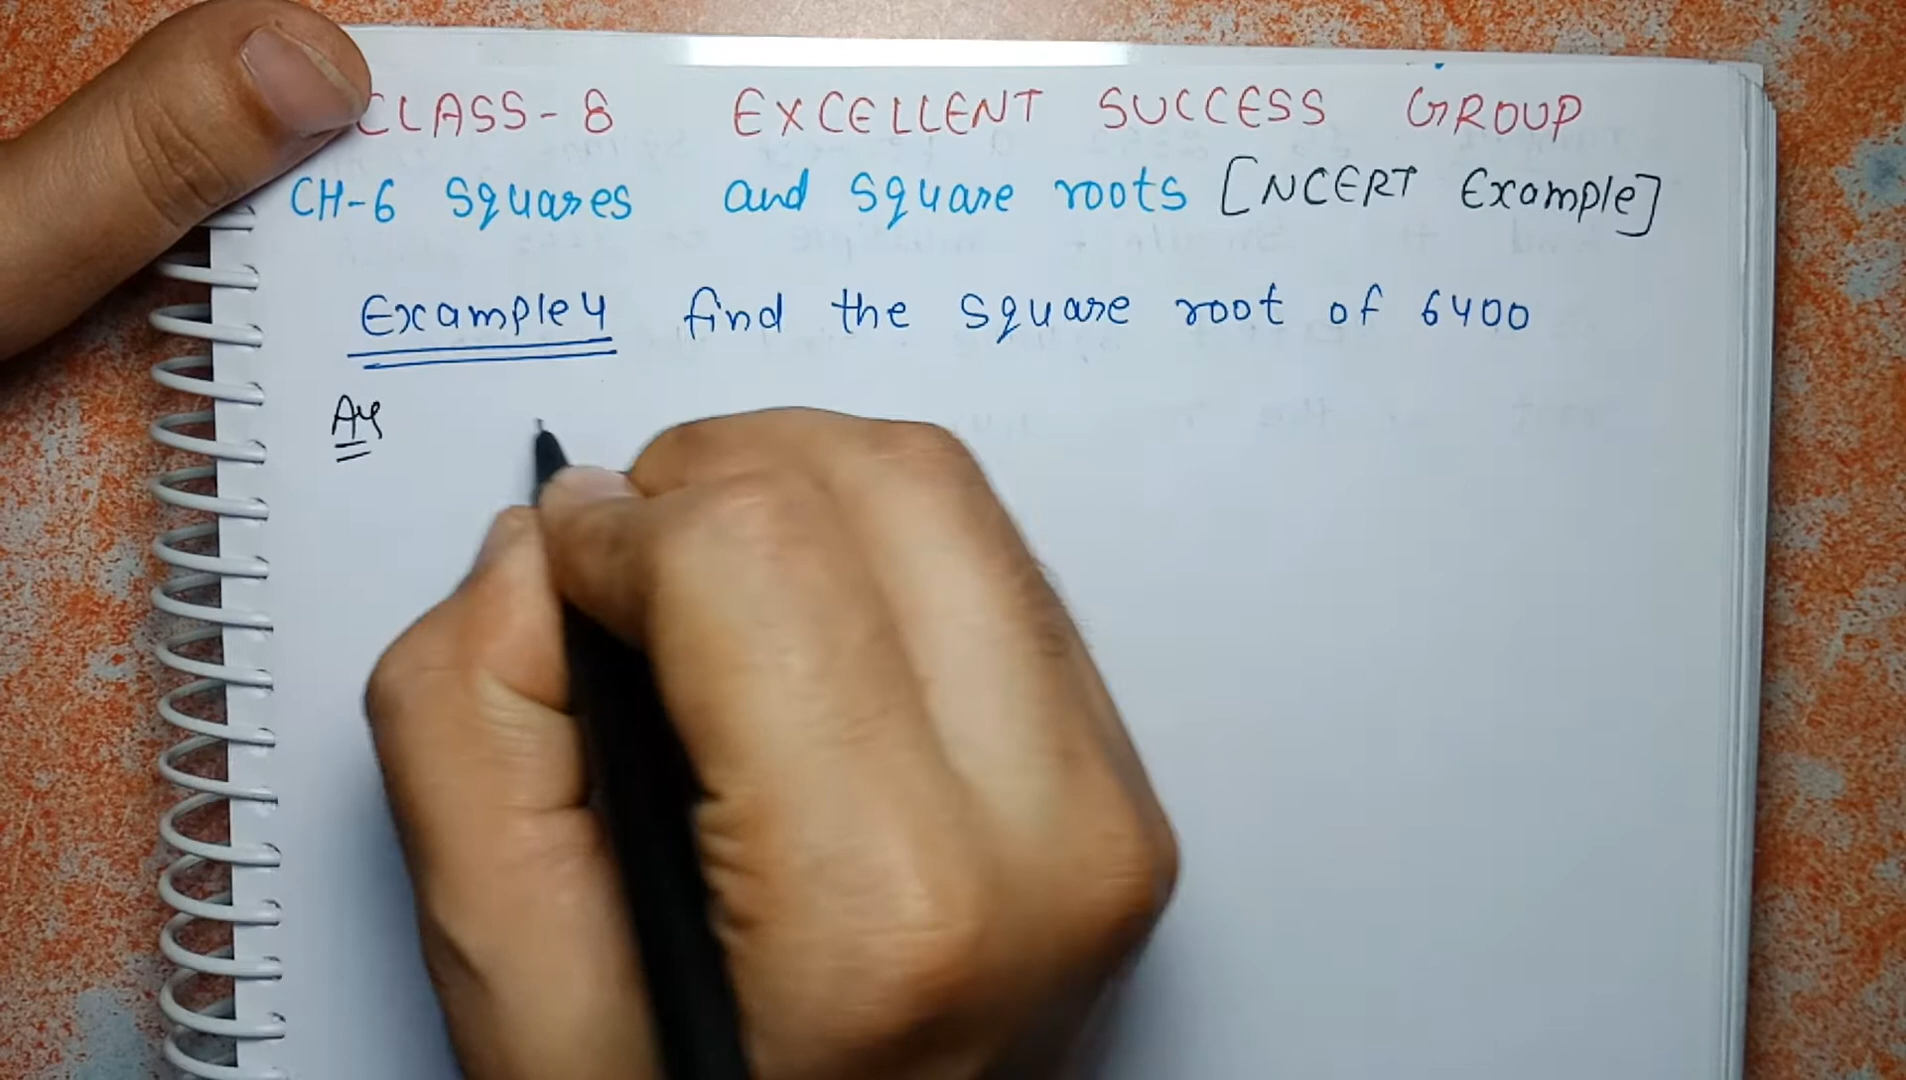 CLASS-8 EXCELLENT SUCCESS GROUP
CH-6 Squares and square roots [NCERT Example]
Example 4 find the square root of 6400